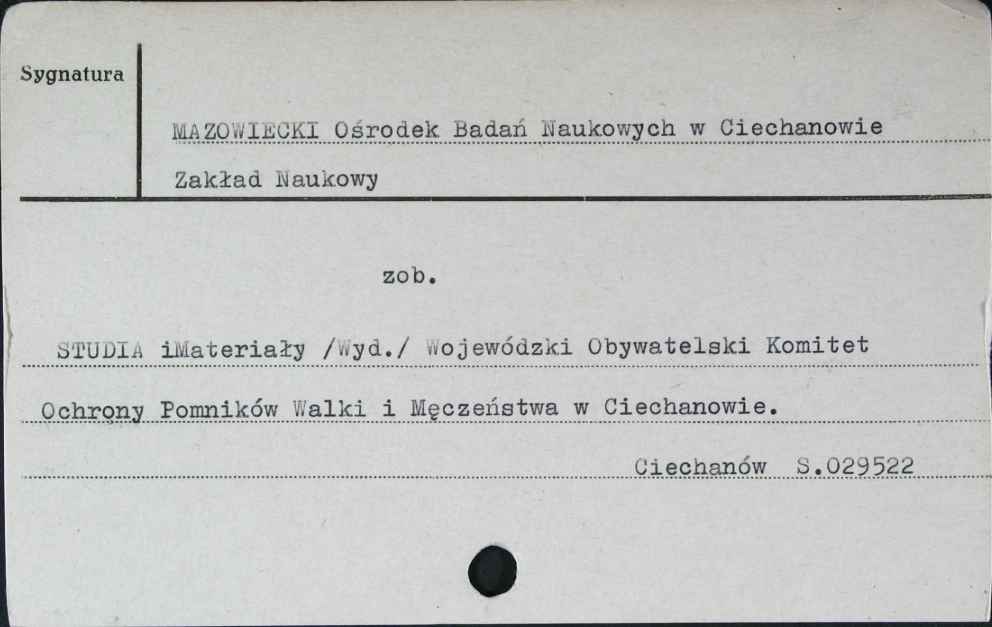 Sygnatura
MAZOWIECKI Ośrodek Badań Naukowych w Ciechanowie
Zakład Naukowy
zob.
STUDIA iMateriały /Wyd./ Wojewódzki Obywatelski Komitet
Ochrony Pomników Walki i Męczeństwa w Ciechanowie.
Ciechanów S.029522